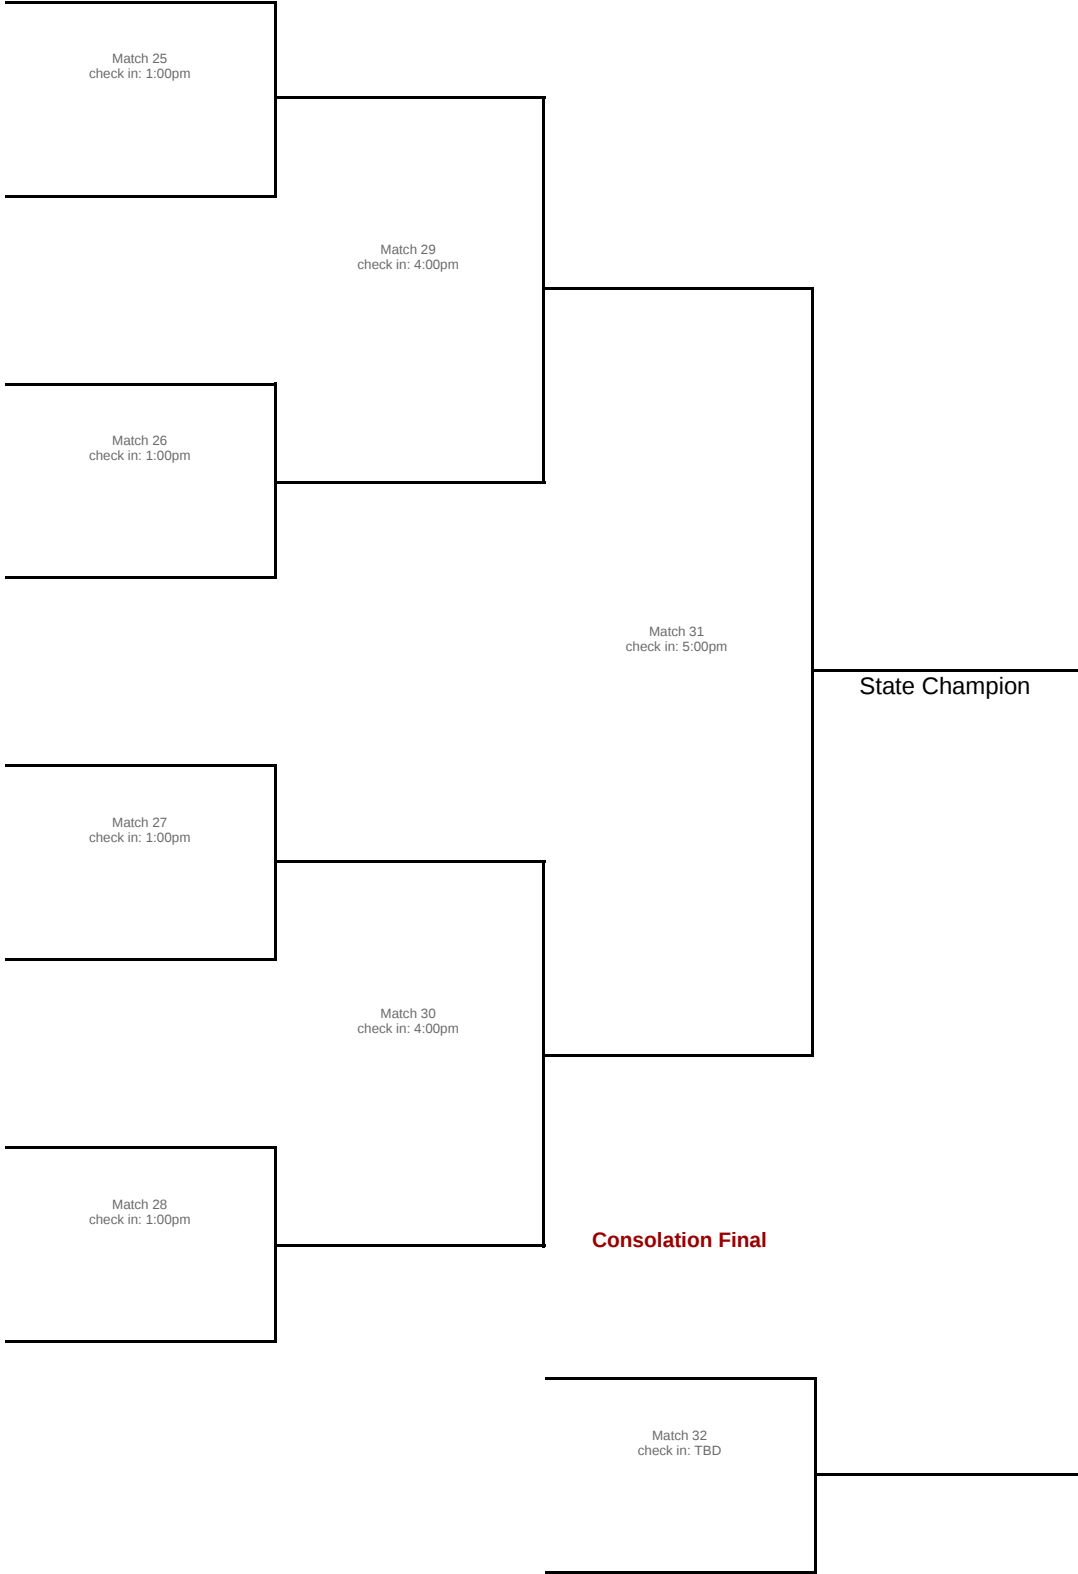 Match 25
check in: 1:00pm
Match 29
check in: 4:00pm
Match 26
check in: 1:00pm
Match 31
check in: 5:00pm
State Champion
Match 27
check in: 1:00pm
Match 30
check in: 4:00pm
Match 28
check in: 1:00pm
Consolation Final
Match 32
check in: TBD